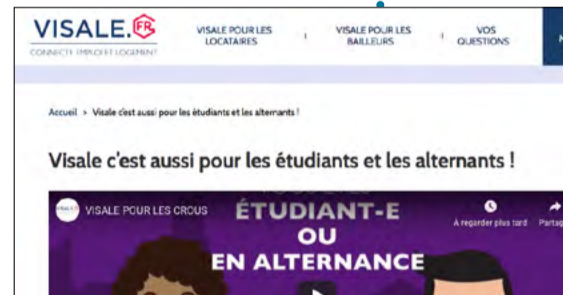 VISALE.FR
CONNECTE EMPLOI ET LOGEMENT
VISALE POUR LES
LOCATAIRES
VISALE POUR LES
BAILLEURS
VOS
QUESTIONS
Accueil > Visale c'est aussi pour les étudiants et les alternants !
Visale c'est aussi pour les étudiants et les alternants !
VISALE POUR LES CROUS
À regarder plus tard
ÉTUDIANT-E
OU
EN ALTERNANCE